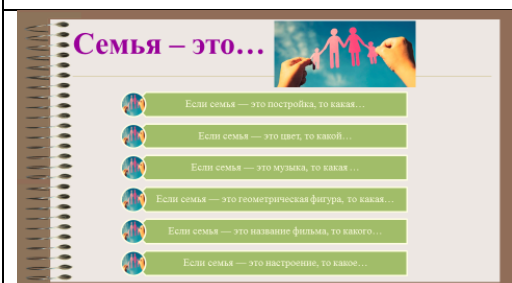 Семья – это…
Если семья — это постройка, то какая…
Если семья — это цвет, то какой…
Если семья — это музыка, то какая …
Если семья — это геометрическая фигура, то какая…
Если семья — это название фильма, то какого…
Если семья — это настроение, то какое…